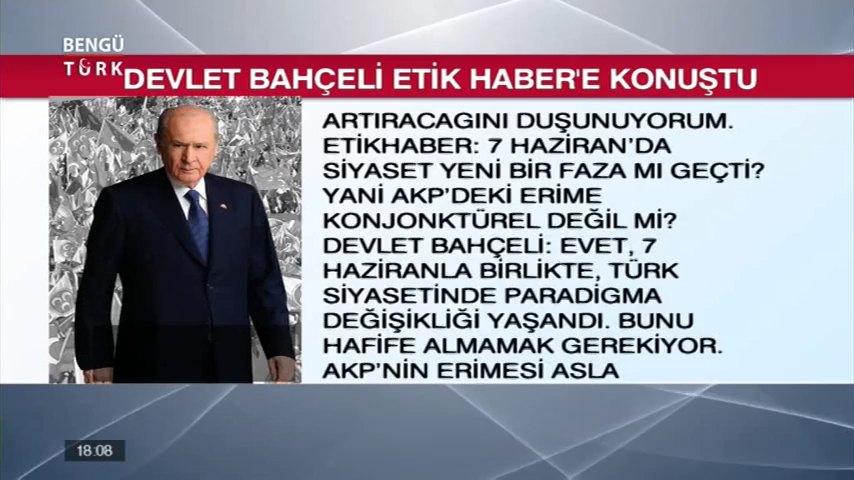 BENGÜ
TÜRK
DEVLET BAHÇELİ ETİK HABER'E KONUŞTU
ARTIRACAGINI DUŞUNUYORUM.
ETİKHABER: 7 HAZİRAN'DA
SİYASET YENİ BİR FAZA MI GEÇTİ?
YANİ AKP'DEKİ ERİME
KONJONKTÜREL DEĞİL Mİ?
DEVLET BAHÇELİ: EVET, 7
HAZİRANLA BİRLİKTE, TÜRK
SİYASETİNDE PARADİGMA
DEĞİŞİKLİĞİ YAŞANDI. BUNU
HAFİFE ALMAMAK GEREKİYOR.
AKP'NİN ERİMESİ ASLA
18:08